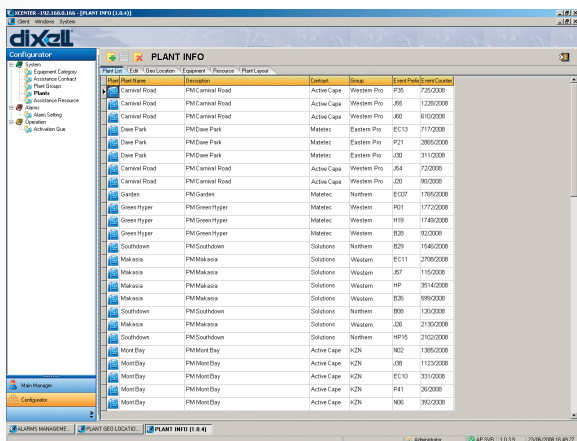 XCENTER -192.168.0.166 - [PLANT INFO (1.0.4)]
Client Windows System
dixell
Configurator
System
Equipment Category
Assistance Contract
Plant Groups
Plants
Assistance Resource
Alarms
Alarm Setting
Operation
Activation Que
Main Manager
Configurator
PLANT INFO
Plant List Edit Geo Location Equipment Resource Plant Layout
Plant Plant Name Description Contract Group Event Prefix Event Counter
Carnival Road PM Carnival Road Active Cape Western Pro P35 725/2008
Carnival Road PM Carnival Road Active Cape Western Pro J55 1228/2008
Carnival Road PM Carnival Road Active Cape Western Pro J60 610/2008
Dave Park PM Dave Park Matetec Eastern Pro EC13 717/2008
Dave Park PM Dave Park Matetec Eastern Pro P21 2865/2008
Dave Park PM Dave Park Matetec Eastern Pro J30 311/2008
Carnival Road PM Carnival Road Active Cape Western Pro J54 72/2008
Carnival Road PM Carnival Road Active Cape Western Pro J20 90/2008
Garden PM Garden Matetec Northern EC07 1765/2008
Green Hyper PM Green Hyper Matetec Western P01 1772/2008
Green Hyper PM Green Hyper Matetec Western H19 1749/2008
Green Hyper PM Green Hyper Matetec Western B28 92/2008
Southdown PM Southdown Solutions Northern B29 1546/2008
Makasia PM Makasia Solutions Western EC11 2708/2008
Makasia PM Makasia Solutions Western J57 115/2008
Makasia PM Makasia Solutions Western HP 3514/2008
Makasia PM Makasia Solutions Western B26 599/2008
Southdown PM Southdown Solutions Northern B08 120/2008
Makasia PM Makasia Solutions Western J26 2130/2008
Southdown PM Southdown Solutions Northern HP15 2102/2008
Mont Bay PM Mont Bay Active Cape KZN N02 1385/2008
Mont Bay PM Mont Bay Active Cape KZN J38 1123/2008
Mont Bay PM Mont Bay Active Cape KZN EC10 331/2008
Mont Bay PM Mont Bay Active Cape KZN P41 26/2008
Mont Bay PM Mont Bay Active Cape KZN N06 392/2008
ALARMS MANAGEME... PLANT GEO LOCATIO... PLANT INFO (1.0.4)
Administrator AP SVR 1.0.3.9 23/06/2008 16.49.27